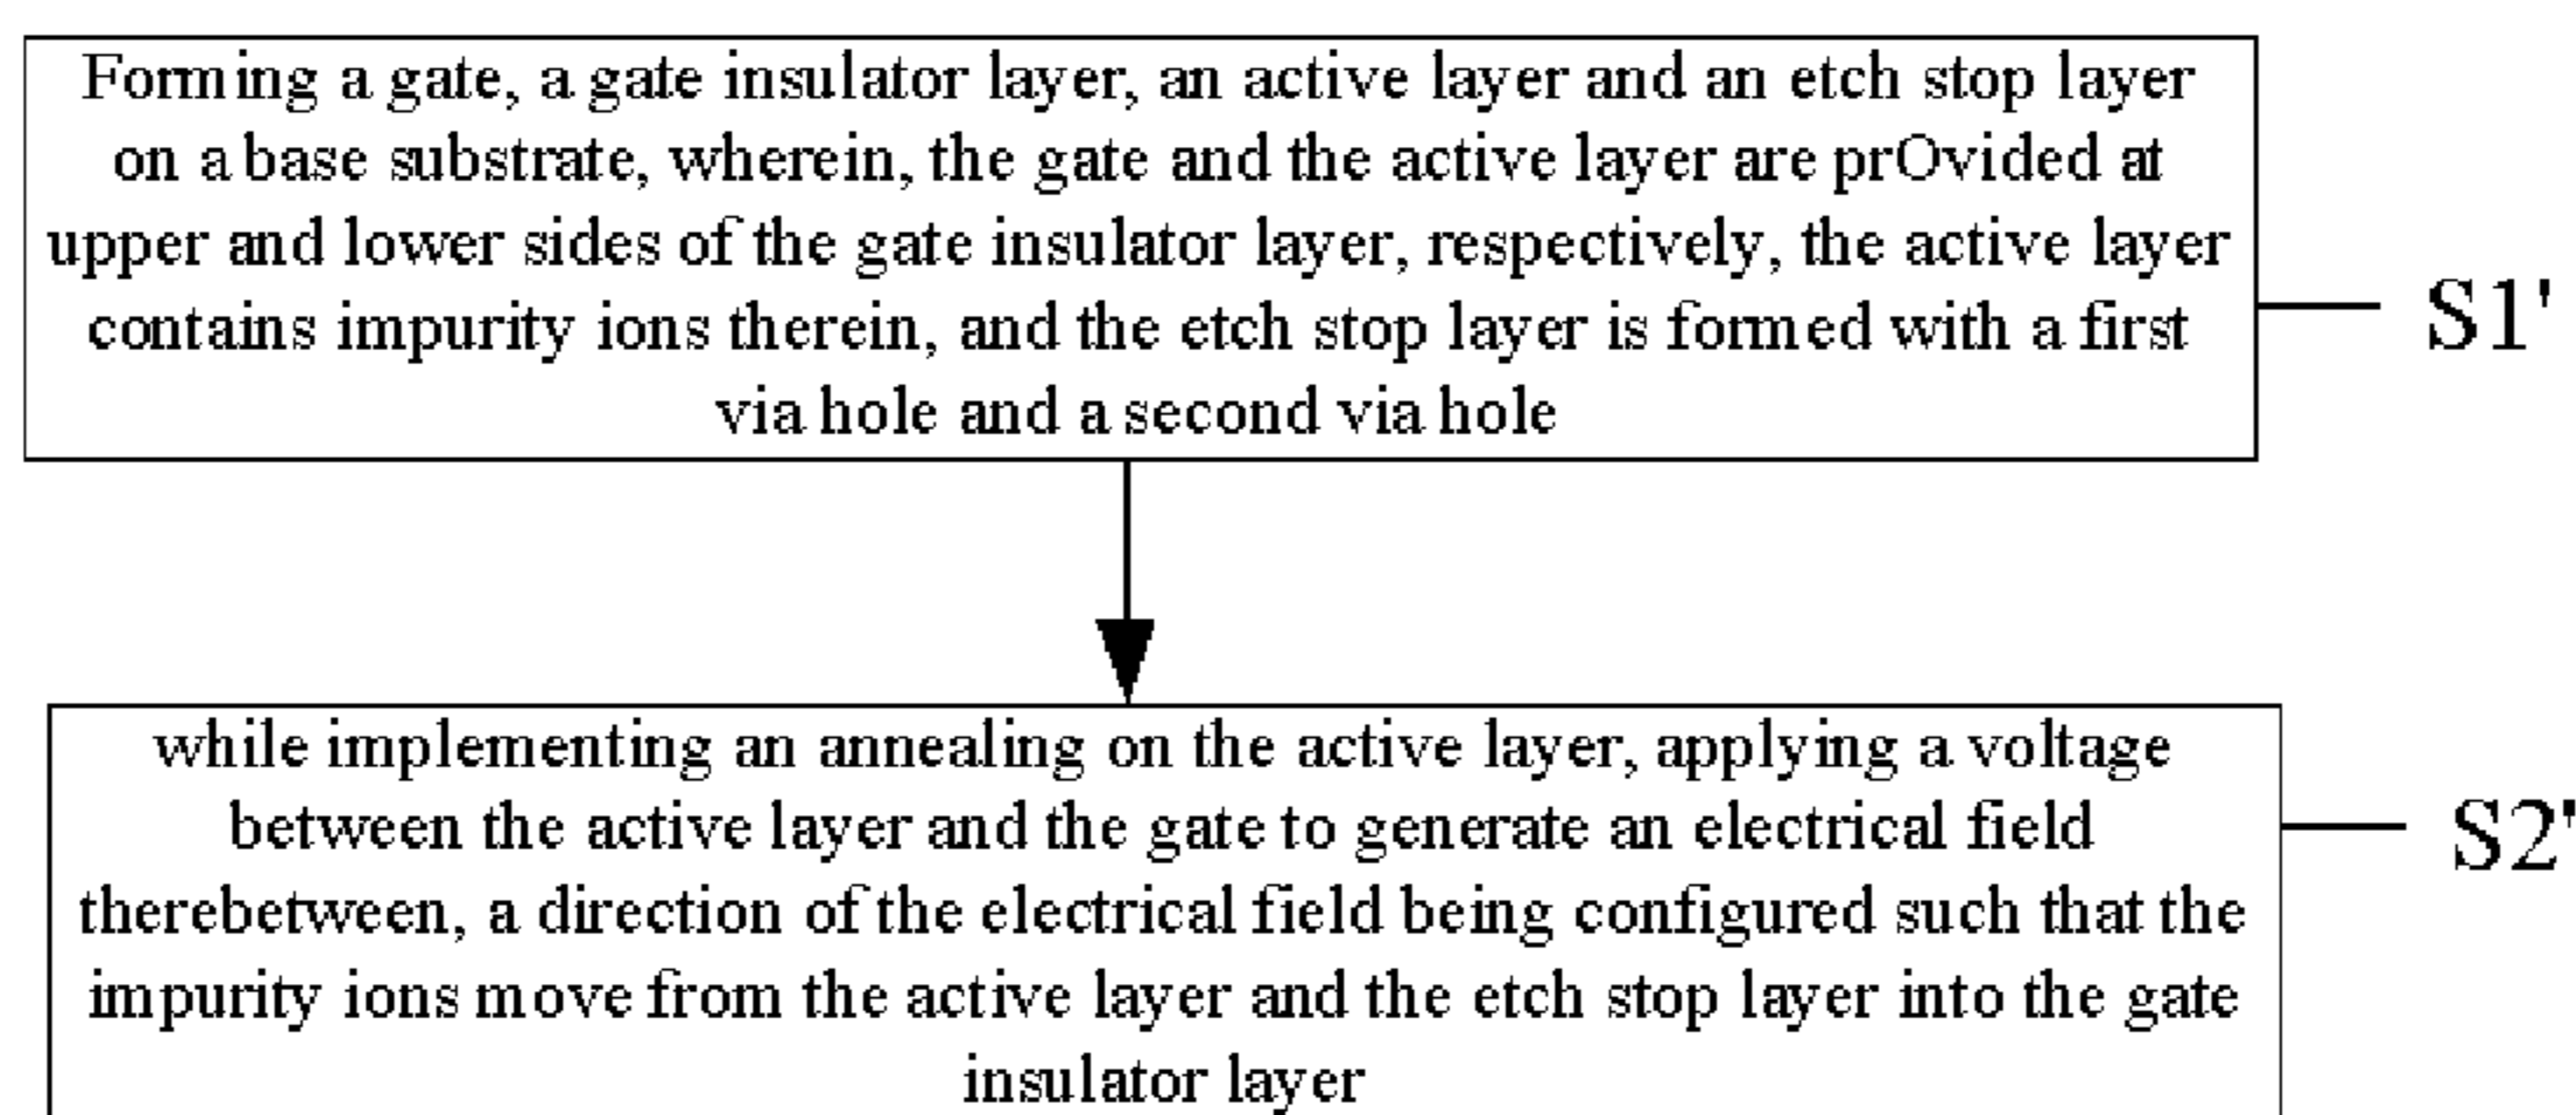 Forming a gate, a gate insulator layer, an active layer and an etch stop layer
on a base substrate, wherein, the gate and the active layer are prOvided at
upper and lower sides of the gate insulator layer, respectively, the active layer
contains impurity ions therein, and the etch stop layer is formed with a first
via hole and a second via hole
S1'
while implementing an annealing on the active layer, applying a voltage
between the active layer and the gate to generate an electrical field
therebetween, a direction of the electrical field being configured such that the
impurity ions move from the active layer and the etch stop layer into the gate
insulator layer
S2'